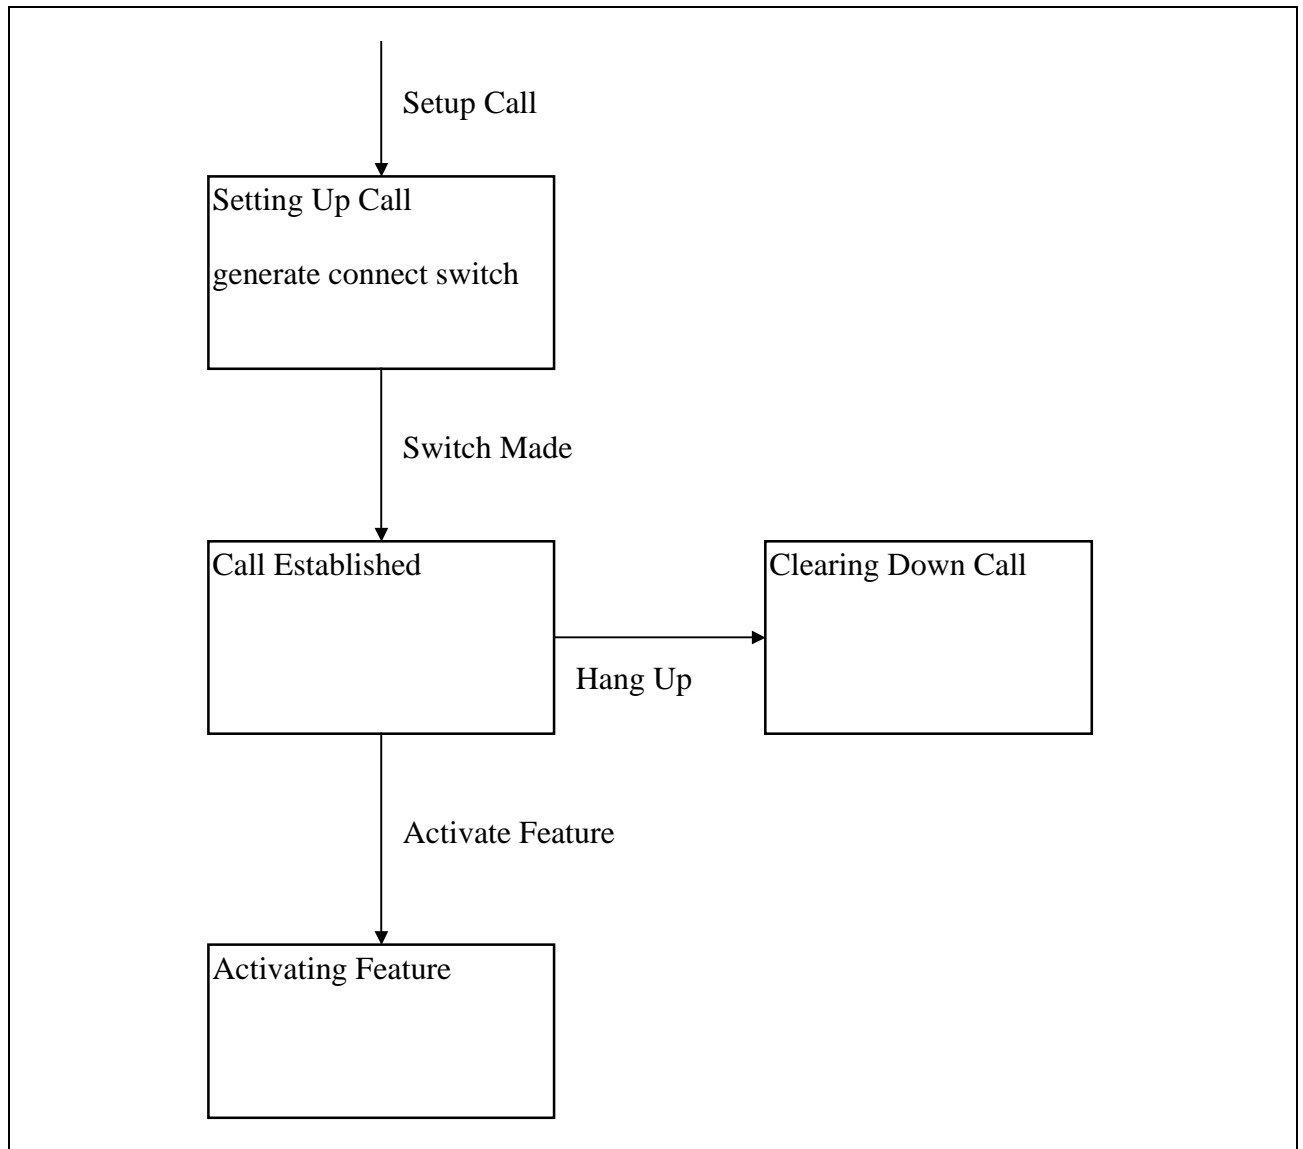 Setup Call
Setting Up Call
generate connect switch
Switch Made
Call Established
Clearing Down Call
Hang Up
Activate Feature
Activating Feature